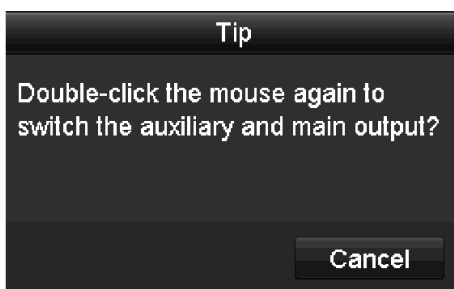 Tip
Double-click the mouse again to
switch the auxiliary and main output?
Cancel